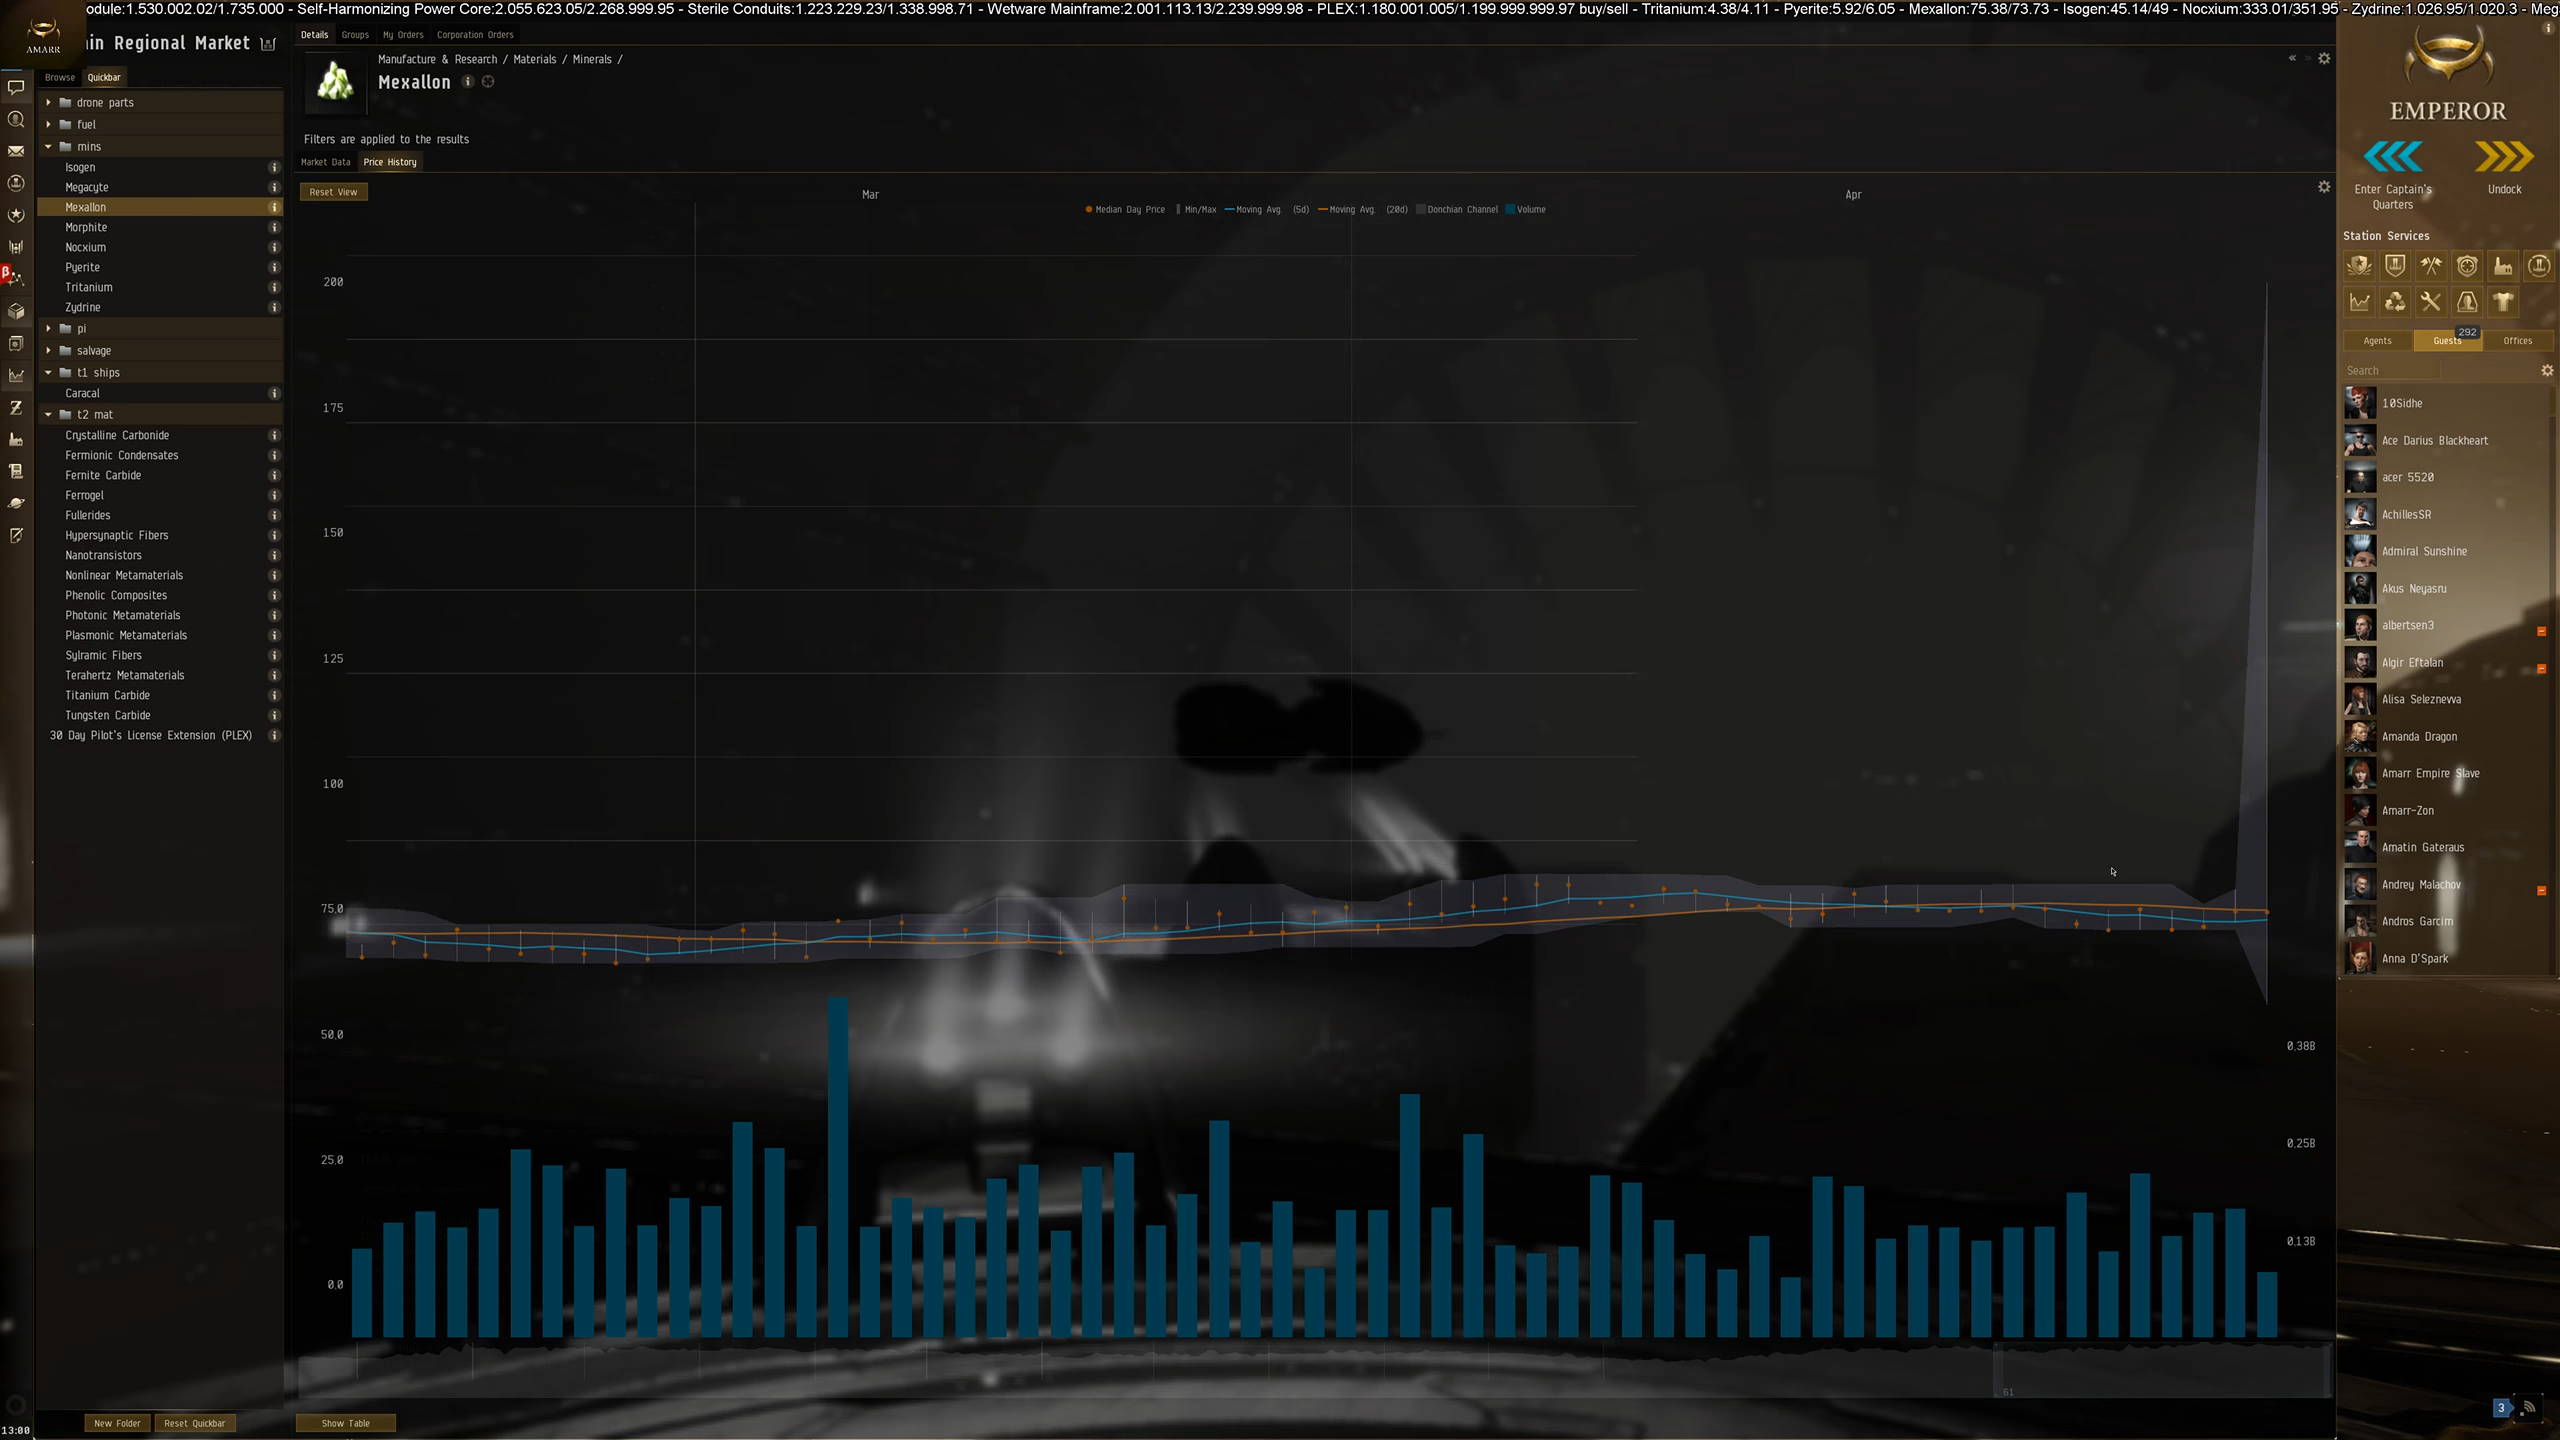 odule:1.530.002.02/1.735.000 - Self-Harmonizing Power Core:2.055.623.05/2.268.999.95 - Sterile Conduits:1.223.229.23/1.338.998.71 - Wetware Mainframe:2.001.113.13/2.239.999.98 - PLEX:1.180.001.005/1.199.999.999.97 buy/sell - Tritanium:4.38/4.11 - Pyerite:5.92/6.05 - Mexallon:75.38/73.73 - Isogen:45.14/49 - Nocxium:333.01/351.95 - Zydrine:1.026.95/1.020.3 - Meg
AMARR
in Regional Market
Browse Quickbar
drone parts
fuel
mins
Isogen
Megacyte
Mexallon
Morphite
Nocxium
Pyerite
Tritanium
Zydrine
pi
salvage
t1 ships
Caracal
t2 mat
Crystalline Carbonide
Fermionic Condensates
Fernite Carbide
Ferrogel
Fullerides
Hypersynaptic Fibers
Nanotransistors
Nonlinear Metamaterials
Phenolic Composites
Photonic Metamaterials
Plasmonic Metamaterials
Sylramic Fibers
Terahertz Metamaterials
Titanium Carbide
Tungsten Carbide
30 Day Pilot's License Extension (PLEX)
New Folder Reset Quickbar
β
13:00
Details Groups My Orders Corporation Orders
Manufacture & Research / Materials / Minerals /
Mexallon
Filters are applied to the results
Market Data Price History
Reset View
Mar Apr
Median Day Price Min/Max Moving Avg. (5d) Moving Avg. (20d) Donchian Channel Volume
200
175
150
125
100
75.0
50.0
25.0
0.0
0.38B
0.25B
0.13B
61
Show Table
EMPEROR
Enter Captain's Quarters
Undock
Station Services
292
Agents Guests Offices
Search
10Sidhe
Ace Darius Blackheart
acer 5520
AchillesSR
Admiral Sunshine
Akus Neyasru
albertsen3
Algir Eftalan
Alisa Seleznevva
Amanda Dragon
Amarr Empire Slave
Amarr-Zon
Amatin Gateraus
Andrey Malachov
Andros Garcim
Anna D'Spark
3